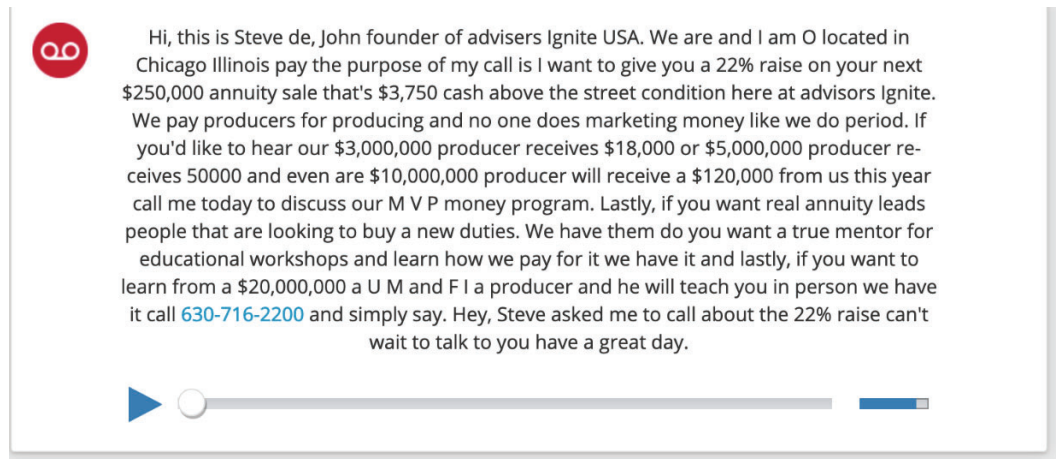 Hi, this is Steve de, John founder of advisers Ignite USA. We are and I am O located in
Chicago Illinois pay the purpose of my call is I want to give you a 22% raise on your next
$250,000 annuity sale that's $3,750 cash above the street condition here at advisors Ignite.
We pay producers for producing and no one does marketing money like we do period. If
you'd like to hear our $3,000,000 producer receives $18,000 or $5,000,000 producer re-
ceives 50000 and even are $10,000,000 producer will receive a $120,000 from us this year
call me today to discuss our M V P money program. Lastly, if you want real annuity leads
people that are looking to buy a new duties. We have them do you want a true mentor for
educational workshops and learn how we pay for it we have it and lastly, if you want to
learn from a $20,000,000 a U M and F I a producer and he will teach you in person we have
it call 630-716-2200 and simply say. Hey, Steve asked me to call about the 22% raise can't
wait to talk to you have a great day.